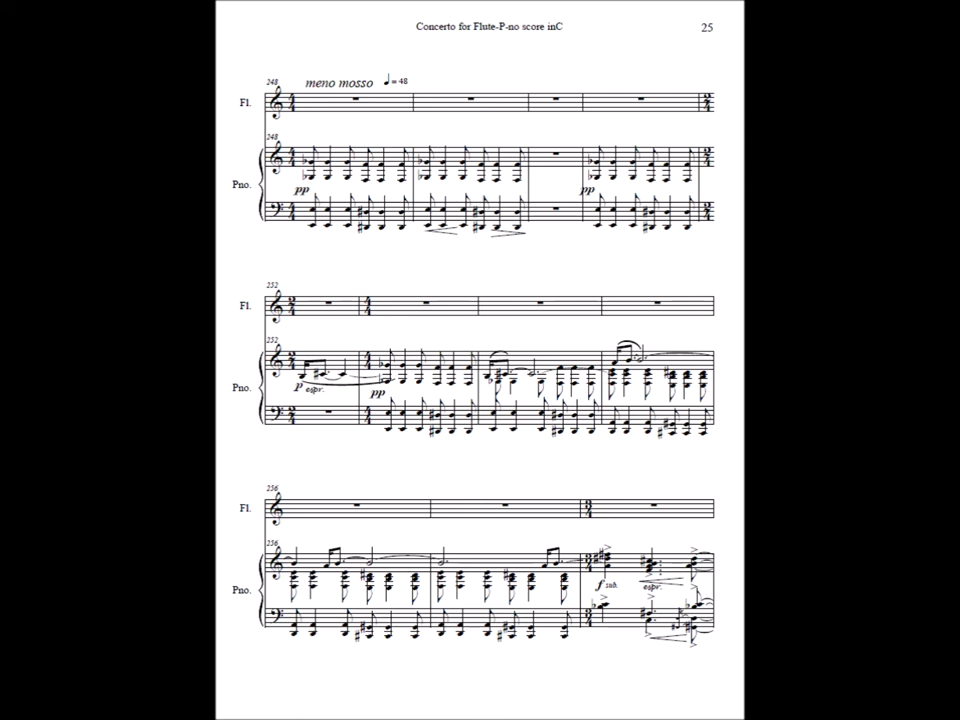 Concerto for Flute-P-no score inC
25
248
meno mosso ♩ = 48
Fl.
248
Pno.
pp
pp
252
Fl.
252
Pno.
p espr.
pp
256
Fl.
256
Pno.
f sub. espr.